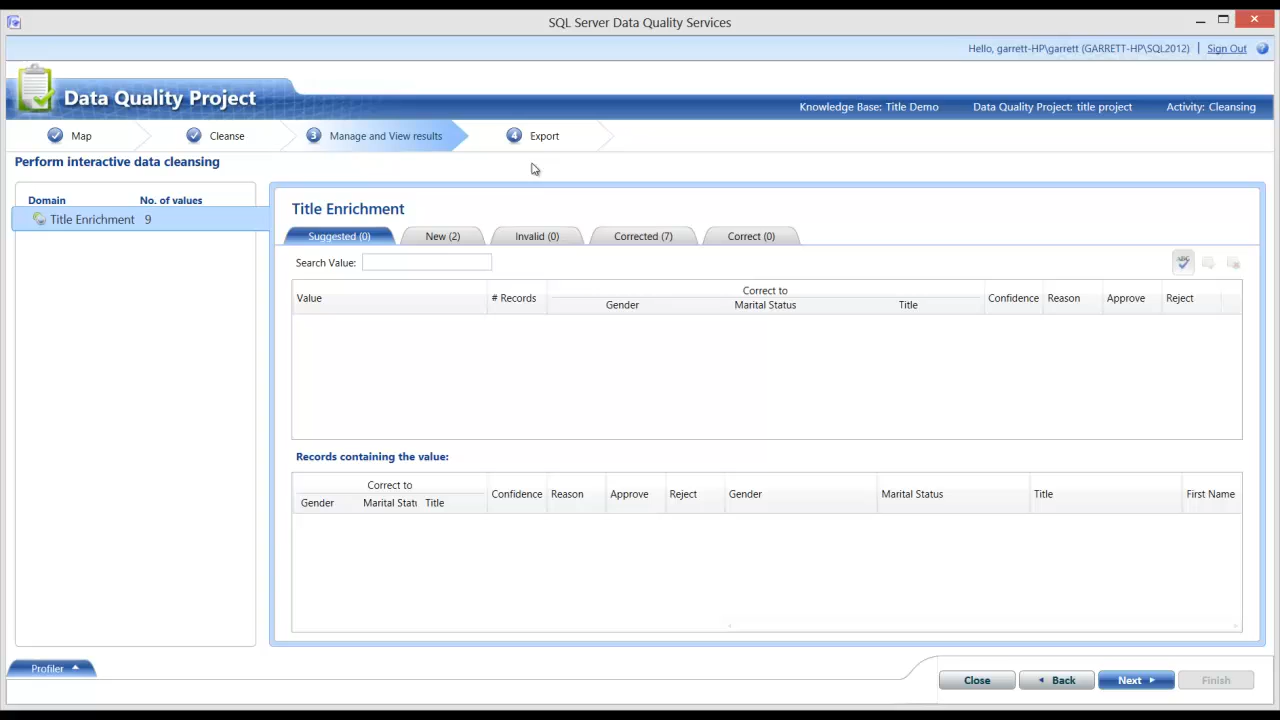 SQL Server Data Quality Services
Hello, garrett-HP\garrett (GARRETT-HP\SQL2012) | Sign Out ?
Data Quality Project
Knowledge Base: Title Demo Data Quality Project: title project Activity: Cleansing
Map Cleanse 3 Manage and View results 4 Export
Perform interactive data cleansing
Domain No. of values
Title Enrichment 9
Title Enrichment
Suggested (0) New (2) Invalid (0) Corrected (7) Correct (0)
Search Value:
ABC
Correct to
Value # Records Confidence Reason Approve Reject
Gender Marital Status Title
Records containing the value:
Correct to
Confidence Reason Approve Reject Gender Marital Status Title First Name
Gender Marital Statu Title
Profiler
Close Back Next Finish